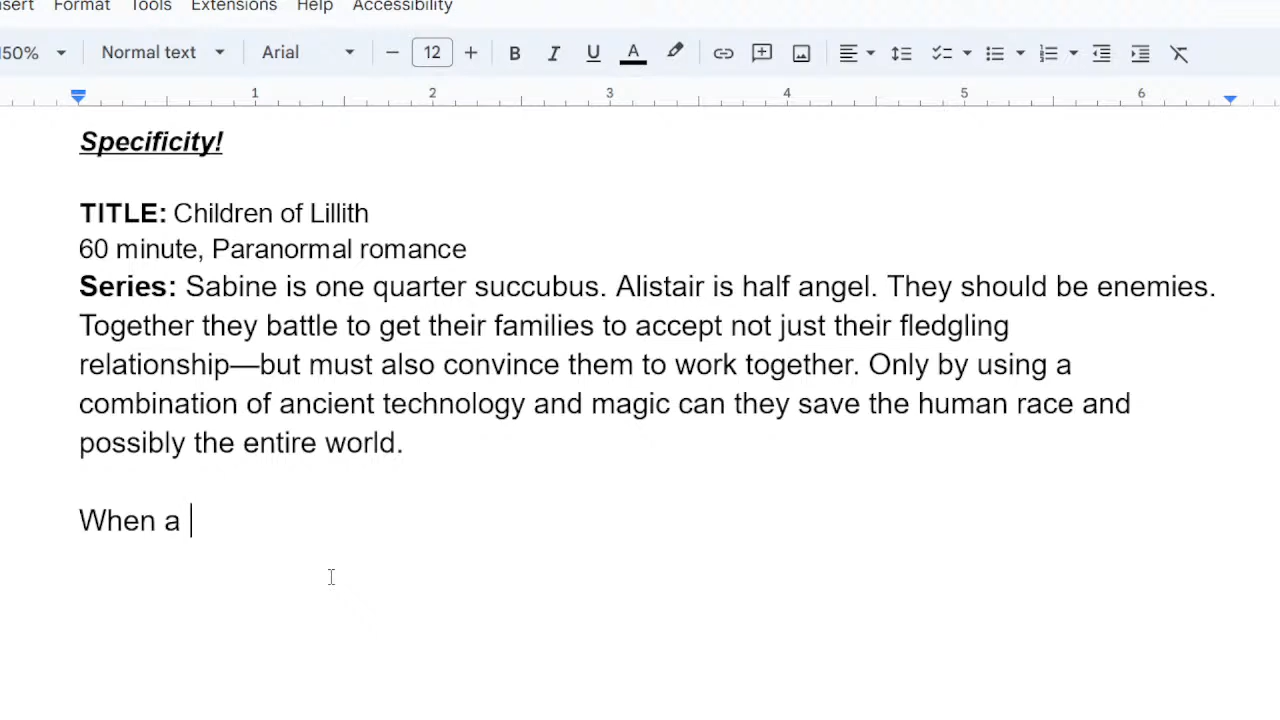 Format Tools Extensions Help Accessibility
Normal text Arial 12 B I U A
1 2 3 4 5 6
Specificity!
TITLE: Children of Lillith
60 minute, Paranormal romance
Series: Sabine is one quarter succubus. Alistair is half angel. They should be enemies.
Together they battle to get their families to accept not just their fledgling
relationship—but must also convince them to work together. Only by using a
combination of ancient technology and magic can they save the human race and
possibly the entire world.
When a